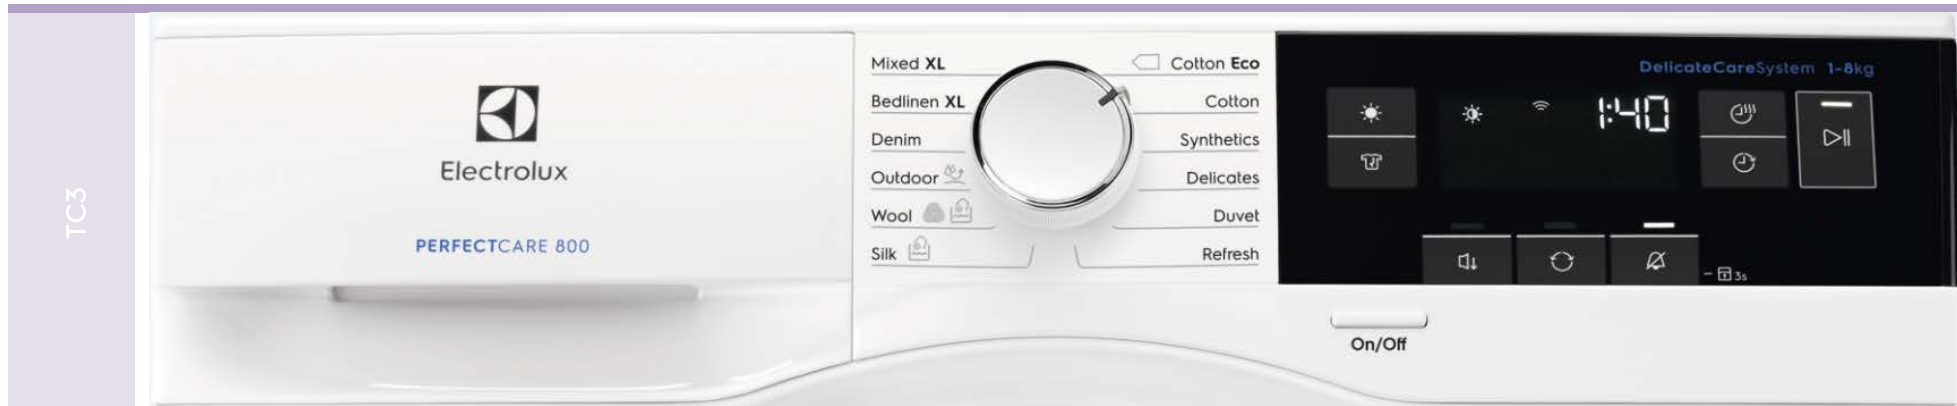 TC3
Electrolux
PERFECTCARE 800
Mixed XL
Bedlinen XL
Denim
Outdoor
Wool
Silk
Cotton Eco
Cotton
Synthetics
Delicates
Duvet
Refresh
DelicateCareSystem 1-8kg
1:40
3s
On/Off